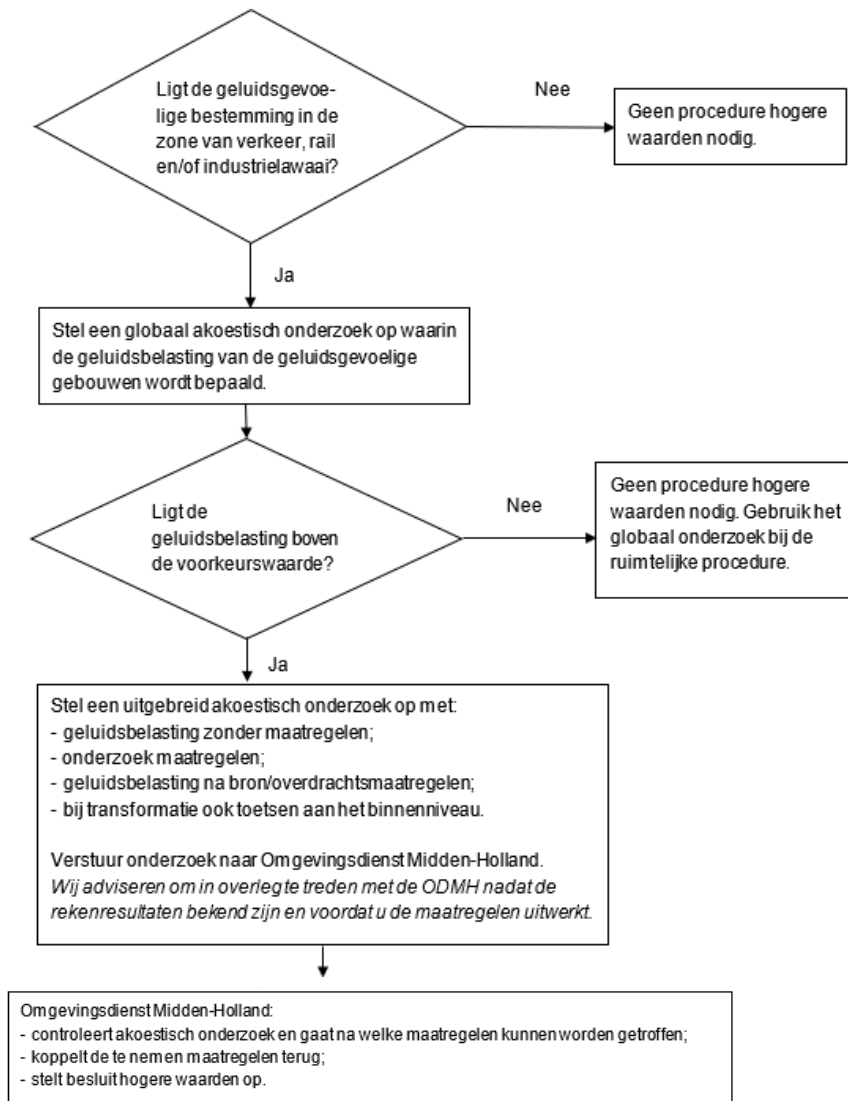 Ligt de geluidsgevoe-
lige bestemming in de
zone van verkeer, rail
en/of industrielawaai?
Nee
Geen procedure hogere
waarden nodig.
Ja
Stel een globaal akoestisch onderzoek op waarin
de geluidsbelasting van de geluidsgevoelige
gebouwen wordt bepaald.
Ligt de
geluidsbelasting boven
de voorkeurswaarde?
Nee
Geen procedure hogere
waarden nodig. Gebruik het
globaal onderzoek bij de
ruimtelijke procedure.
Ja
Stel een uitgebreid akoestisch onderzoek op met:
- geluidsbelasting zonder maatregelen;
- onderzoek maatregelen;
- geluidsbelasting na bron/overdrachtsmaatregelen;
- bij transformatie ook toetsen aan het binnenniveau.
Verstuur onderzoek naar Omgevingsdienst Midden-Holland.
Wij adviseren om in overleg te treden met de ODMH nadat de
rekenresultaten bekend zijn en voordat u de maatregelen uitwerkt.
Omgevingsdienst Midden-Holland:
- controleert akoestisch onderzoek en gaat na welke maatregelen kunnen worden getroffen;
- koppelt de te nemen maatregelen terug;
- stelt besluit hogere waarden op.